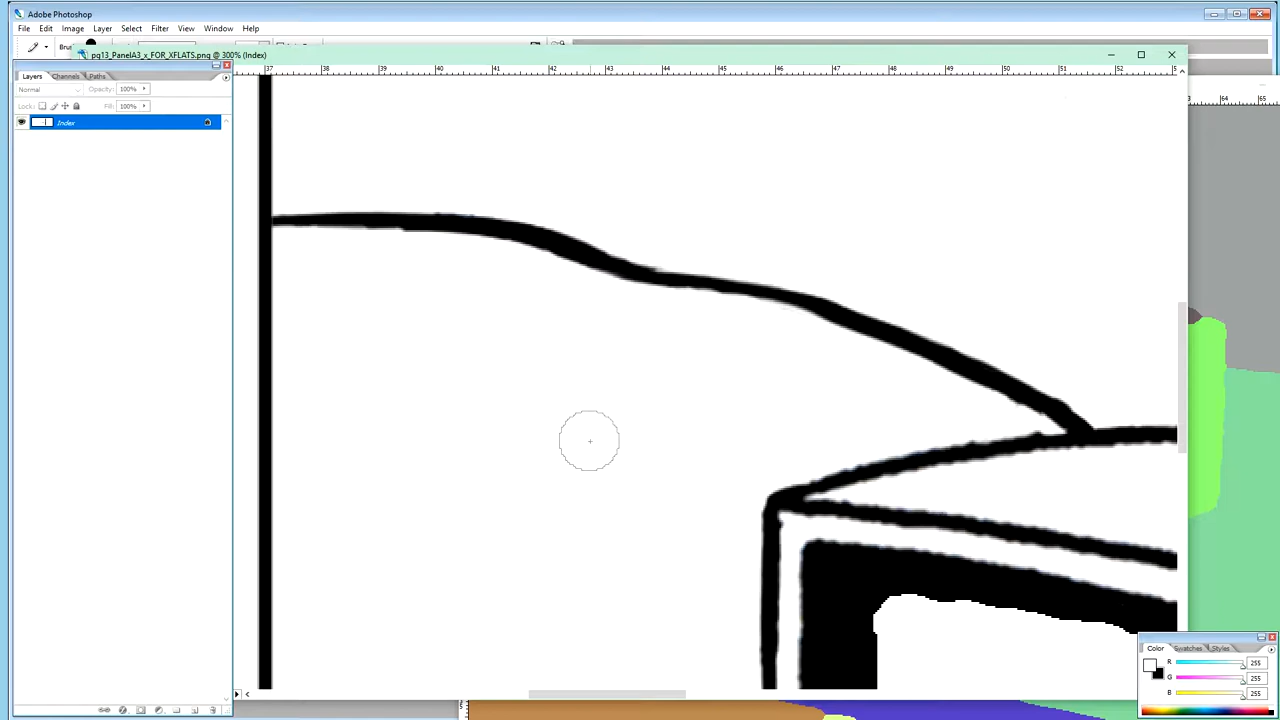 Adobe Photoshop
File Edit Image Layer Select Filter View Window Help
pg13_PanelA3_x_FOR_XFLATS.png @ 300% (Index)
Layers Channels Paths
37 38 39 40 41 42 43 44 45 46 47 48 49 50 51 52
64 65
Normal Opacity: 100%
Lock: Fill: 100%
Index
Color Swatches Styles
R 255
G 255
B 255